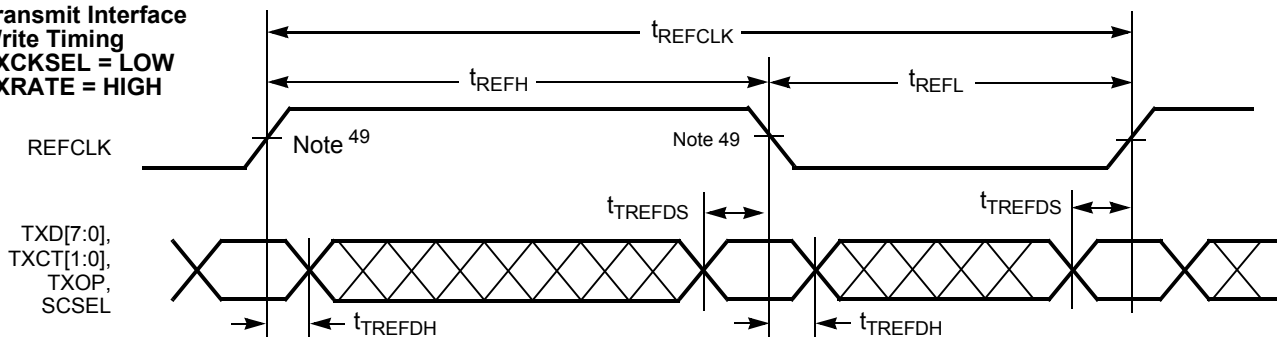 ransmit Interface
rite Timing
XCKSEL = LOW
XRATE = HIGH
tREFCLK
tREFH
tREFL
REFCLK
Note 49
Note 49
tTREFDS
tTREFDS
TXD[7:0],
TXCT[1:0],
TXOP,
SCSEL
tTREFDH
tTREFDH